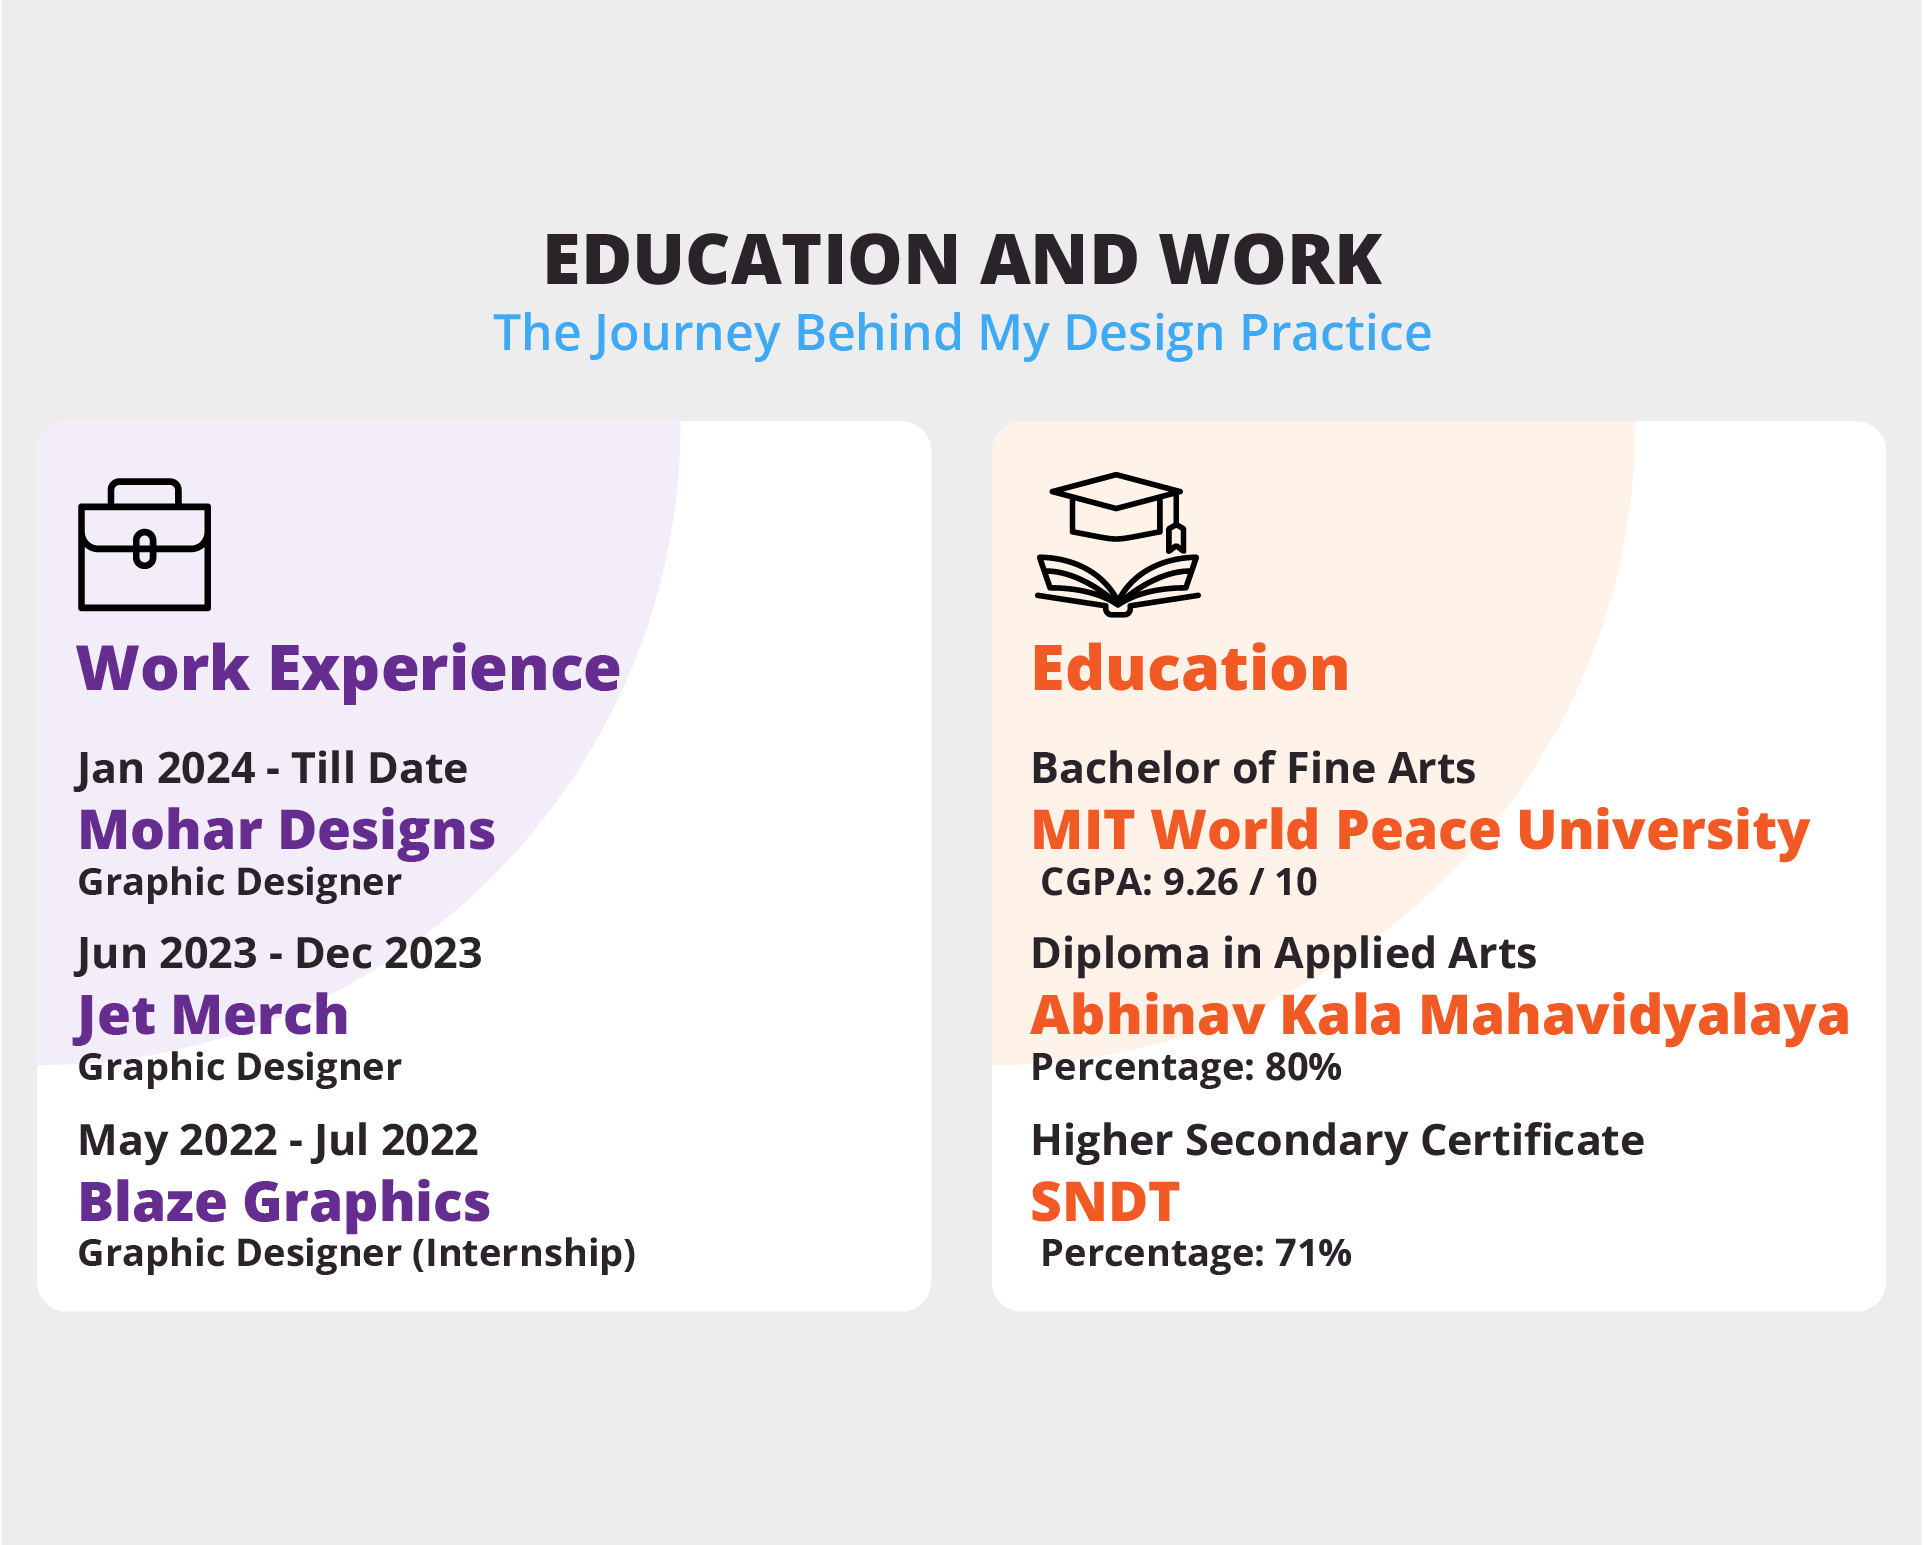 EDUCATION AND WORK
The Journey Behind My Design Practice
Work Experience
Jan 2024 - Till Date
Mohar Designs
Graphic Designer
Jun 2023 - Dec 2023
Jet Merch
Graphic Designer
May 2022 - Jul 2022
Blaze Graphics
Graphic Designer (Internship)
Education
Bachelor of Fine Arts
MIT World Peace University
CGPA: 9.26 / 10
Diploma in Applied Arts
Abhinav Kala Mahavidyalaya
Percentage: 80%
Higher Secondary Certificate
SNDT
Percentage: 71%